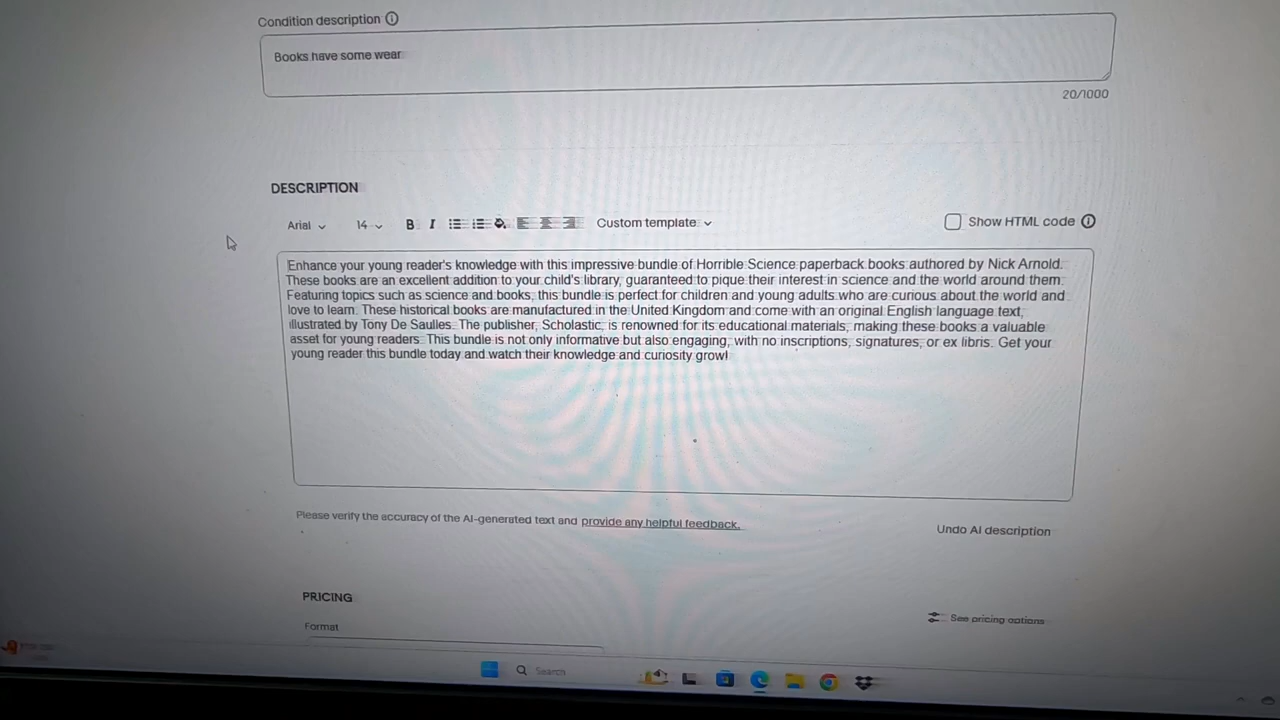 Condition description
Books have some wear
20/1000
DESCRIPTION
Arial 14 B I Custom template Show HTML code
Enhance your young reader's knowledge with this impressive bundle of Horrible Science paperback books authored by Nick Arnold.
These books are an excellent addition to your child's library, guaranteed to pique their interest in science and the world around them.
Featuring topics such as science and books, this bundle is perfect for children and young adults who are curious about the world and
love to learn. These historical books are manufactured in the United Kingdom and come with an original English language text,
illustrated by Tony De Saulles. The publisher, Scholastic, is renowned for its educational materials, making these books a valuable
asset for young readers. This bundle is not only informative but also engaging, with no inscriptions, signatures, or ex libris. Get your
young reader this bundle today and watch their knowledge and curiosity grow!
Please verify the accuracy of the AI-generated text and provide any helpful feedback.
Undo AI description
PRICING
See pricing options
Format
Search